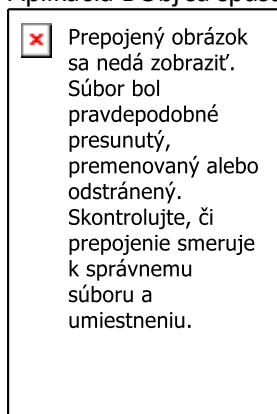 Prepojený obrázok
sa nedá zobraziť.
Súbor bol
pravdepodobné
presunutý,
premenovaný alebo
odstránený.
Skontrolujte, či
prepojenie smeruje
k správnemu
súboru a
umiestneniu.